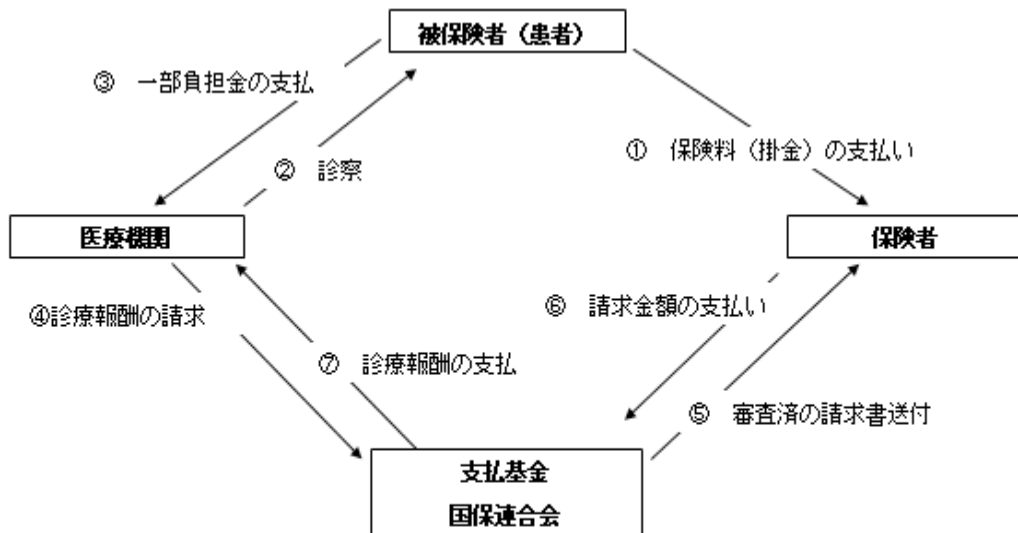 被保険者（患者）
③　一部負担金の支払
②　診察
①　保険料（掛金）の支払い
医療機関
保険者
④診療報酬の請求
⑥　請求金額の支払い
⑦　診療報酬の支払
⑤　審査済の請求書送付
支払基金
国保連合会